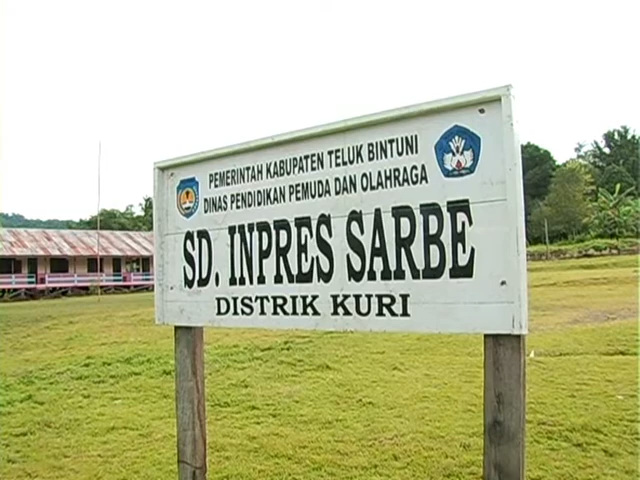 PEMERINTAH KABUPATEN TELUK BINTUNI
DINAS PENDIDIKAN PEMUDA DAN OLAHRAGA
SD. INPRES SARBE
DISTRIK KURI